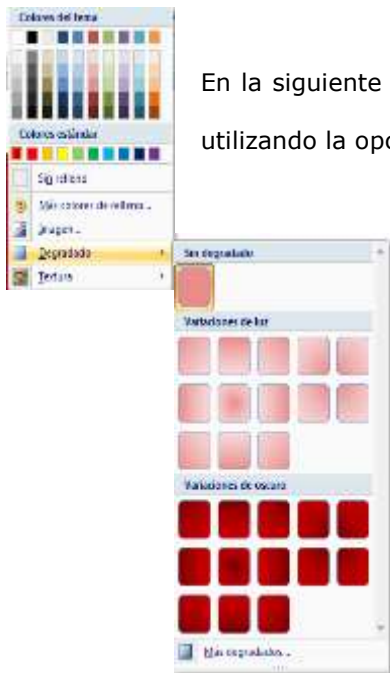 Colores del tema
En la siguiente
utilizando la opc
Colores estándar
Sin relleno
Más colores de relleno...
Imagen...
Degradado
Textura
Sin degradado
Variaciones de luz
Variaciones de oscuro
Más degradados...